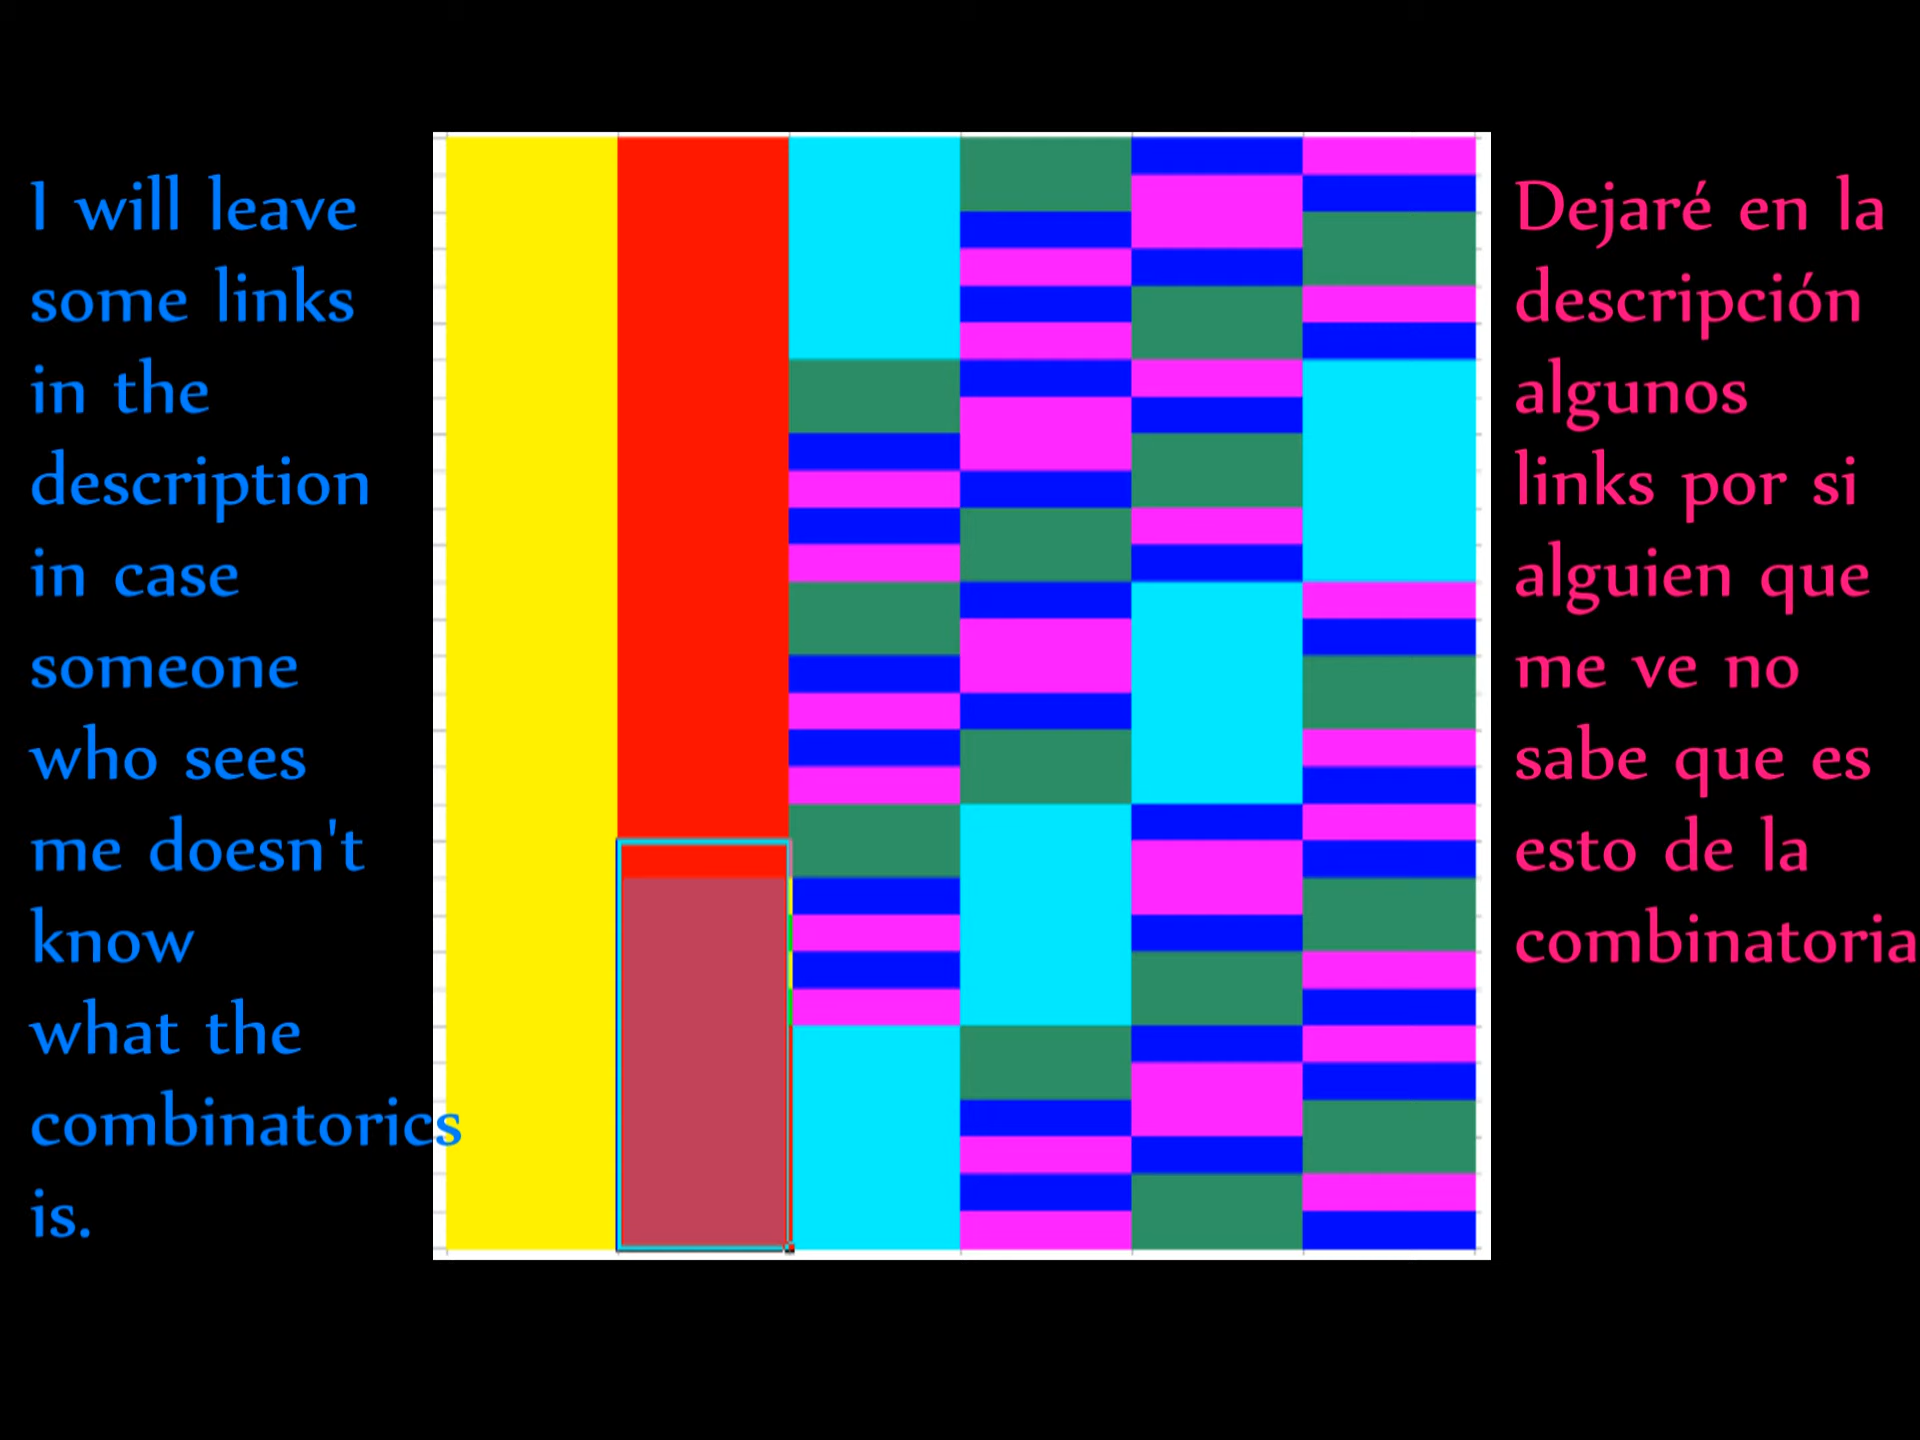 I will leave
some links
in the
description
in case
someone
who sees
me doesn't
know
what the
combinatorics
is.
Dejaré en la
descripción
algunos
links por si
alguien que
me ve no
sabe que es
esto de la
combinatoria